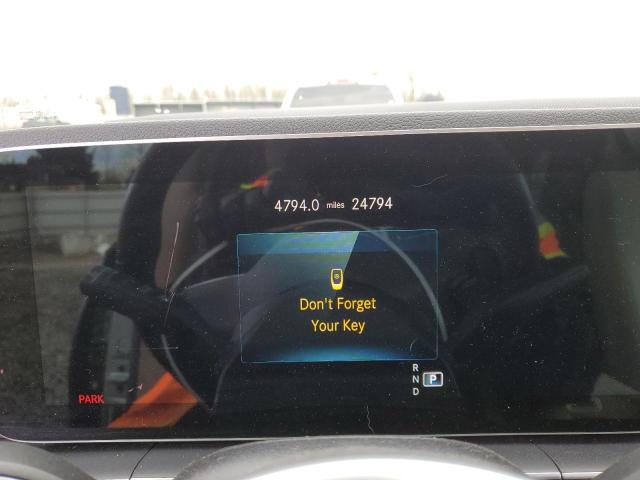 4794.0 miles 24794
Don't Forget
Your Key
R
N P
D
PARK